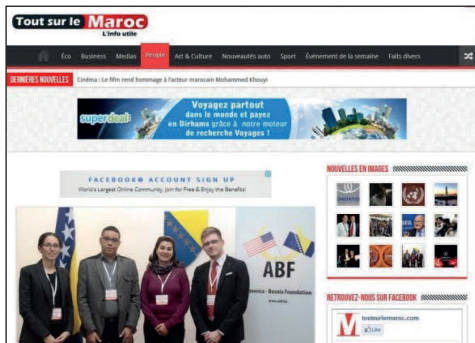 Tout sur le Maroc
L'info utile
Éco Business Medias People Art & Culture Nouveautés auto Sport Événement de la semaine Faits divers
DERNIÈRES NOUVELLES Cinéma : Le fifm rend hommage à l'acteur marocain Mohammed Khouyi
superdeal
Voyagez partout
dans le monde et payez
en Dirhams grâce à notre moteur
de recherche Voyages !
FACEBOOK® ACCOUNT SIGN UP
World's Largest Online Community. Join for Free & Enjoy the Benefits!
NOUVELLES EN IMAGES
ABF
America - Bosnia Foundation
RETROUVEZ-NOUS SUR FACEBOOK
toutsurlemaroc.com
Like